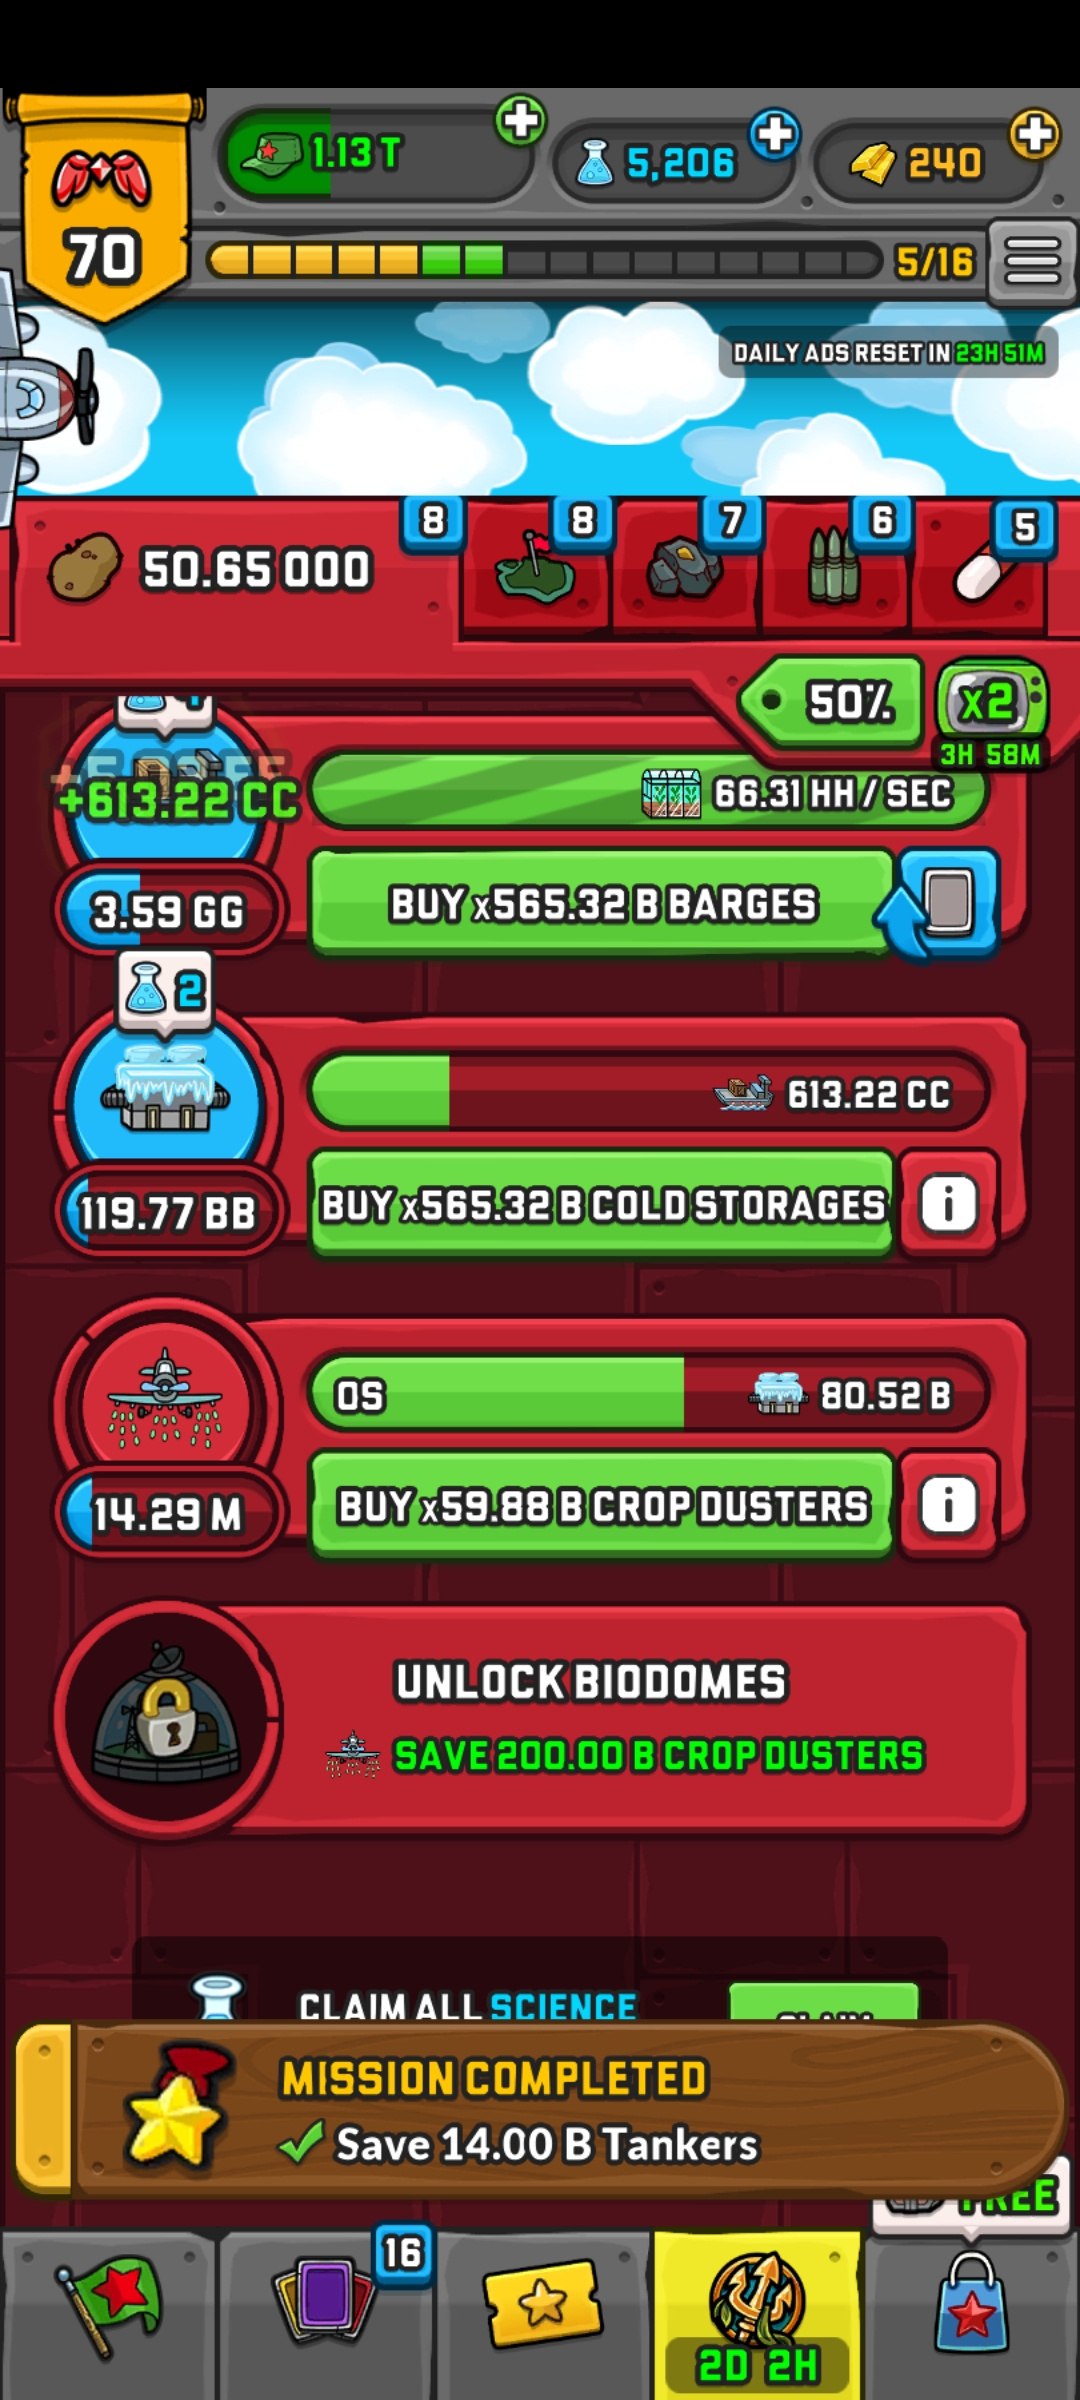 70
1.13 T
5,206
240
5/16
DAILY ADS RESET IN 23H 51M
50.65 000
8
8
7
6
5
50%
x2
3H 58M
+613.22 CC
66.31 HH / SEC
3.59 GG
BUY x565.32 B BARGES
2
613.22 CC
119.77 BB
BUY x565.32 B COLD STORAGES
i
0S
80.52 B
14.29 M
BUY x59.88 B CROP DUSTERS
i
UNLOCK BIODOMES
SAVE 200.00 B CROP DUSTERS
CLAIM ALL SCIENCE
CLAIM
MISSION COMPLETED
Save 14.00 B Tankers
FREE
16
2D 2H